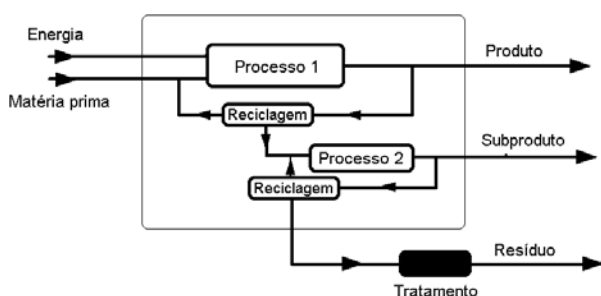 Energia
Matéria prima
Processo 1
Produto
Reciclagem
Processo 2
Subproduto
Reciclagem
Resíduo
Tratamento